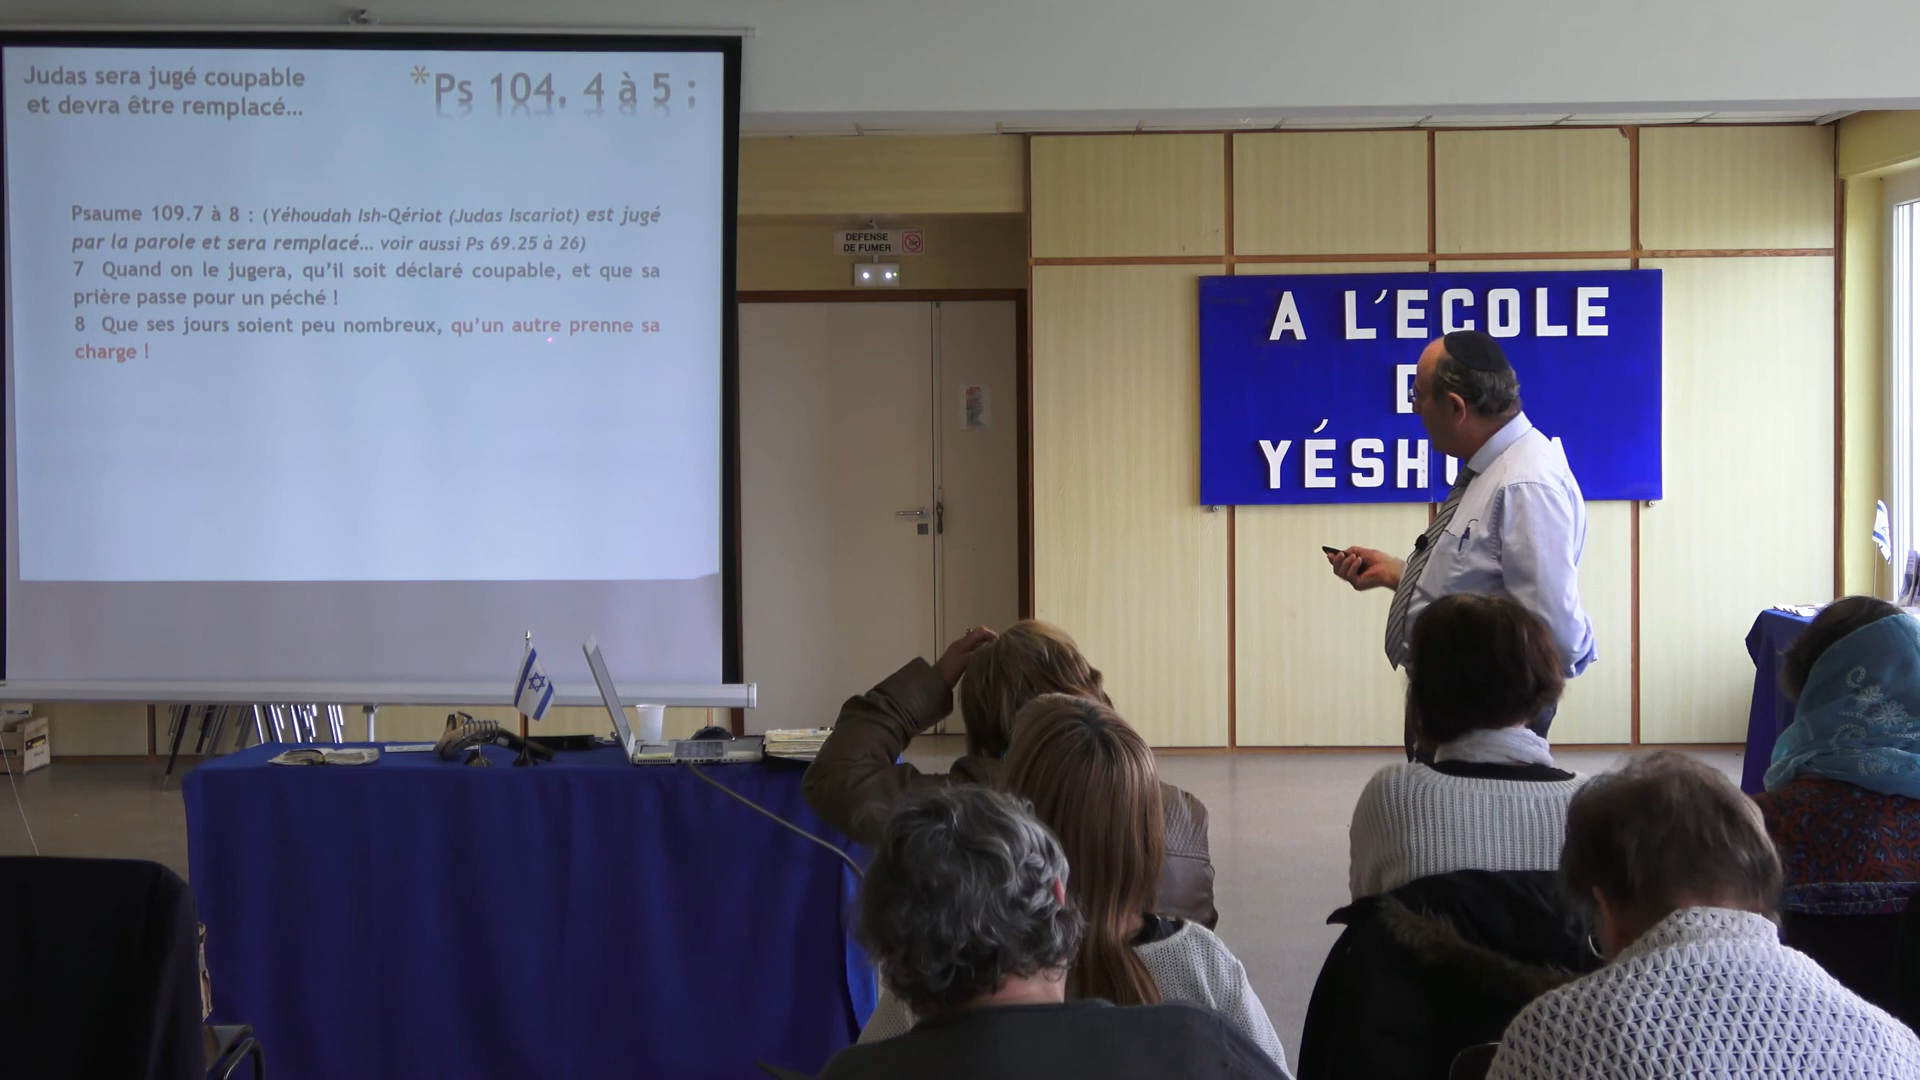 Judas sera jugé coupable
et devra être remplacé...
*Ps 104. 4 à 5 :
Psaume 109.7 à 8 : (Yéhoudah Ish-Qériot (Judas Iscariot) est jugé
par la parole et sera remplacé... voir aussi Ps 69.25 à 26)
7 Quand on le jugera, qu'il soit déclaré coupable, et que sa
prière passe pour un péché !
8 Que ses jours soient peu nombreux, qu'un autre prenne sa
charge !
DEFENSE
DE FUMER
A L'ECOLE